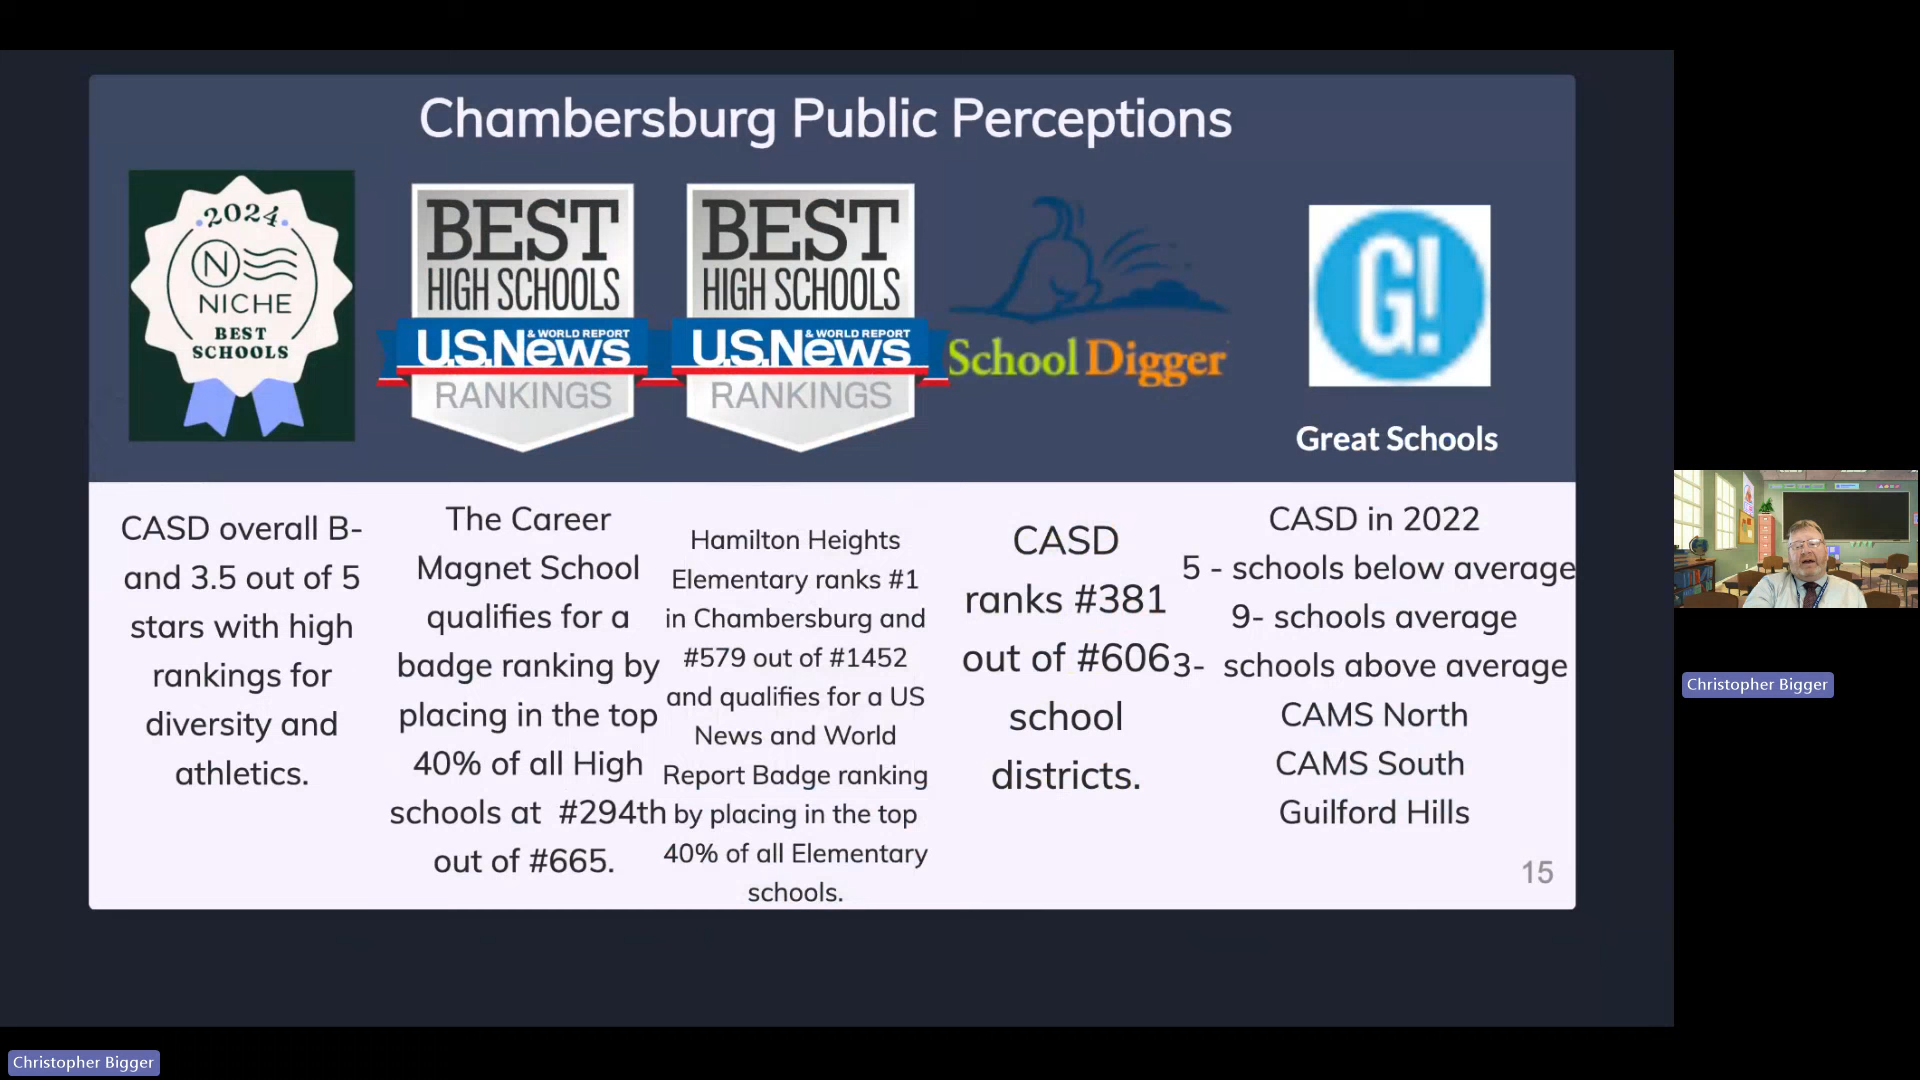 Chambersburg Public Perceptions
2024
N
NICHE
BEST
SCHOOLS
BEST
HIGH SCHOOLS
U.S.News & WORLD REPORT
RANKINGS
BEST
HIGH SCHOOLS
U.S.News & WORLD REPORT
RANKINGS
School Digger
G!
Great Schools
CASD overall B-
and 3.5 out of 5
stars with high
rankings for
diversity and
athletics.
The Career
Magnet School
qualifies for a
badge ranking by
placing in the top
40% of all High
schools at #294th
out of #665.
Hamilton Heights
Elementary ranks #1
in Chambersburg and
#579 out of #1452
and qualifies for a US
News and World
Report Badge ranking
by placing in the top
40% of all Elementary
schools.
CASD
ranks #381
out of #606
school
districts.
CASD in 2022
5 - schools below average
9- schools average
3- schools above average
CAMS North
CAMS South
Guilford Hills
15
Christopher Bigger
Christopher Bigger